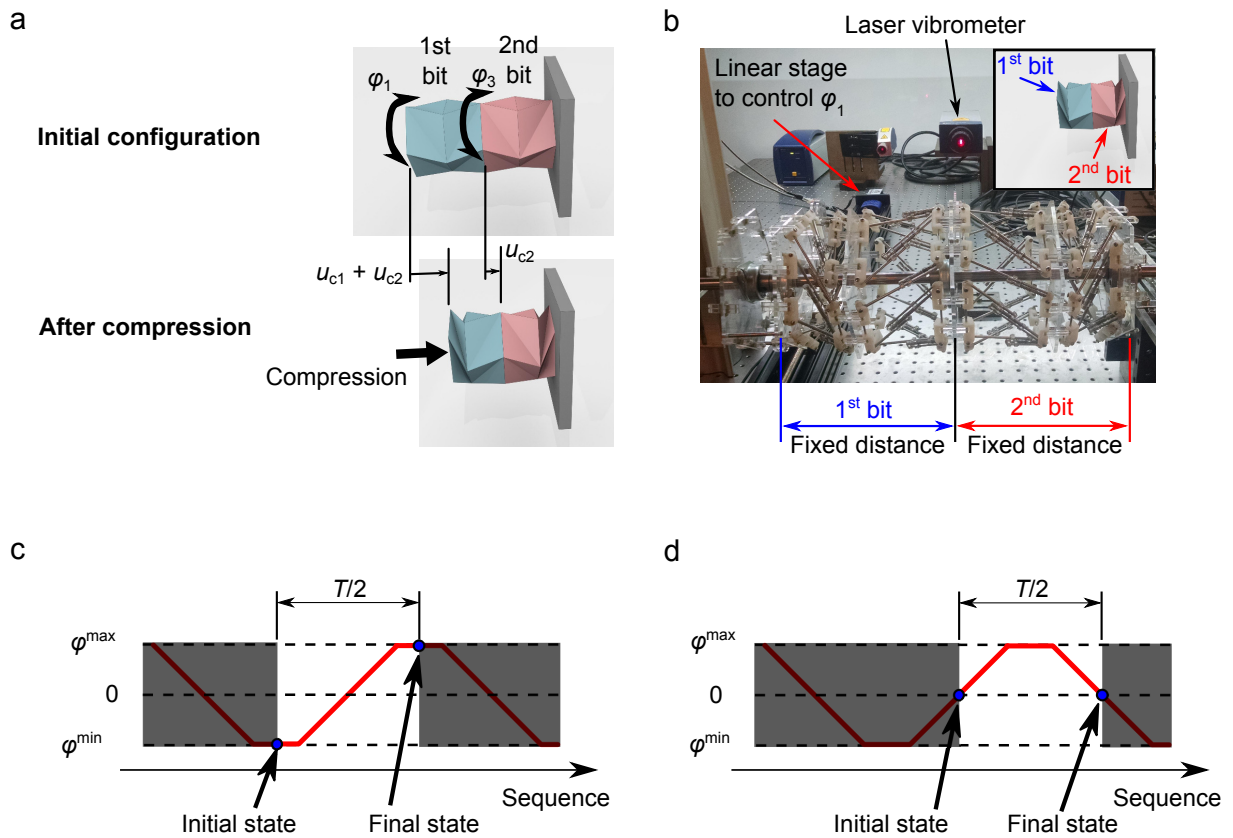 a
1st
bit
2nd
bit
φ1
φ3
Initial configuration
uc2
uc1 + uc2
After compression
Compression
b
Laser vibrometer
Linear stage
to control φ1
1st bit
2nd bit
1st bit
2nd bit
Fixed distance
Fixed distance
c
T/2
φmax
0
φmin
Sequence
Initial state
Final state
d
T/2
φmax
0
φmin
Sequence
Initial state
Final state